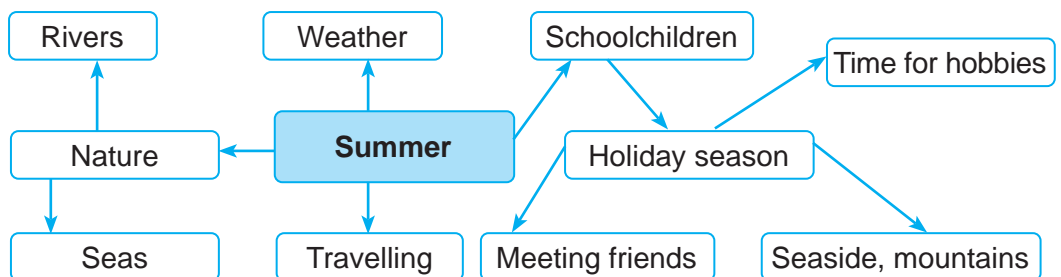 Rivers
Weather
Schoolchildren
Time for hobbies
Nature
Summer
Holiday season
Seas
Travelling
Meeting friends
Seaside, mountains